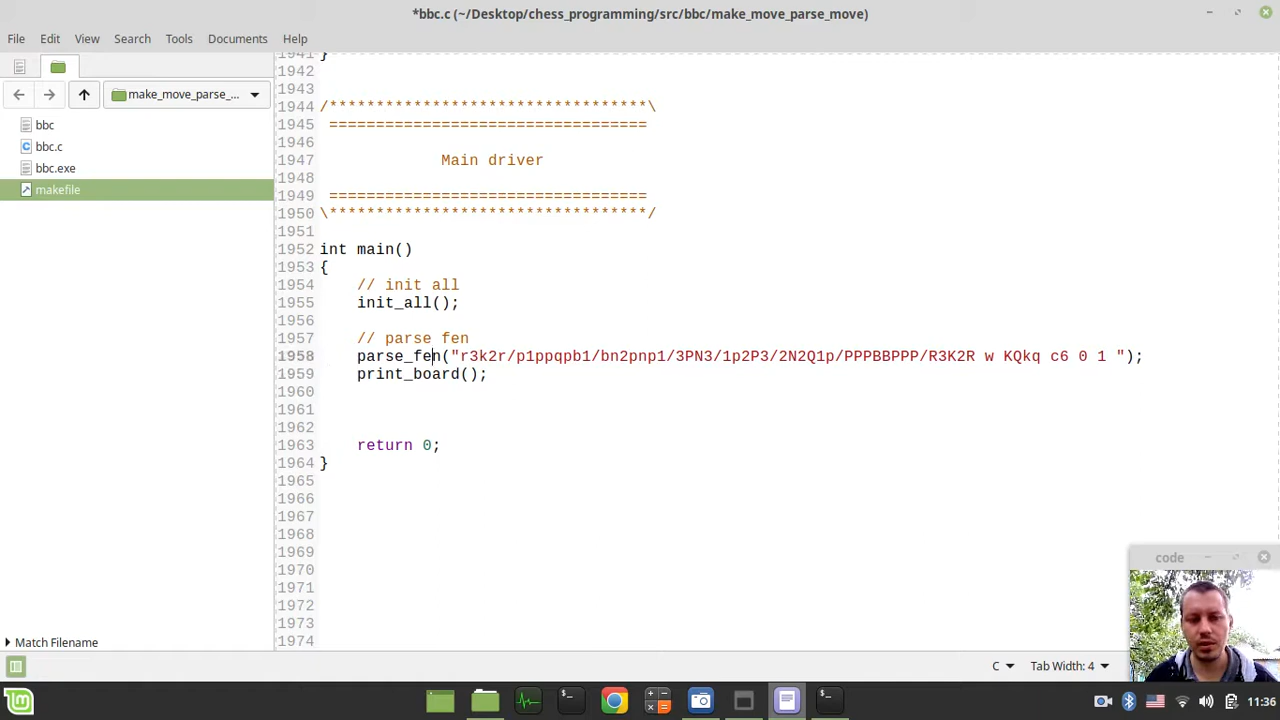 *bbc.c (~/Desktop/chess_programming/src/bbc/make_move_parse_move)
File Edit View Search Tools Documents Help
make_move_parse_...
bbc
bbc.c
bbc.exe
makefile
Match Filename
1941 }
1942
1943
1944 /**********************************\
1945 ==================================
1946
1947 Main driver
1948
1949 ==================================
1950 \**********************************/
1951
1952 int main()
1953 {
1954 // init all
1955 init_all();
1956
1957 // parse fen
1958 parse_fen("r3k2r/p1ppqpb1/bn2pnp1/3PN3/1p2P3/2N2Q1p/PPPBBPPP/R3K2R w KQkq c6 0 1 ");
1959 print_board();
1960
1961
1962
1963 return 0;
1964 }
1965
1966
1967
1968
1969
1970
1971
1972
1973
1974
code
C Tab Width: 4
11:36